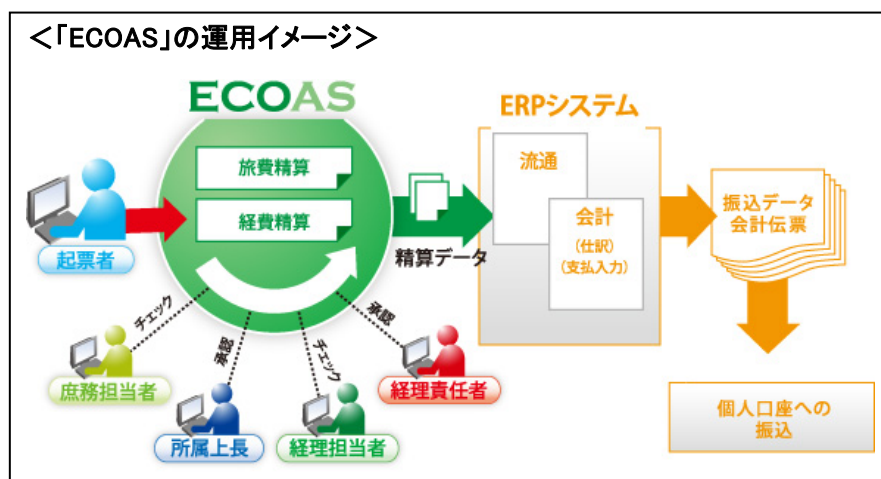 ＜「ECOAS」の運用イメージ＞
ECOAS
旅費精算
経費精算
起票者
精算データ
ERPシステム
流通
会計
(仕訳)
(支払入力)
振込データ
会計伝票
チェック
承認
チェック
承認
庶務担当者
所属上長
経理担当者
経理責任者
個人口座への
振込